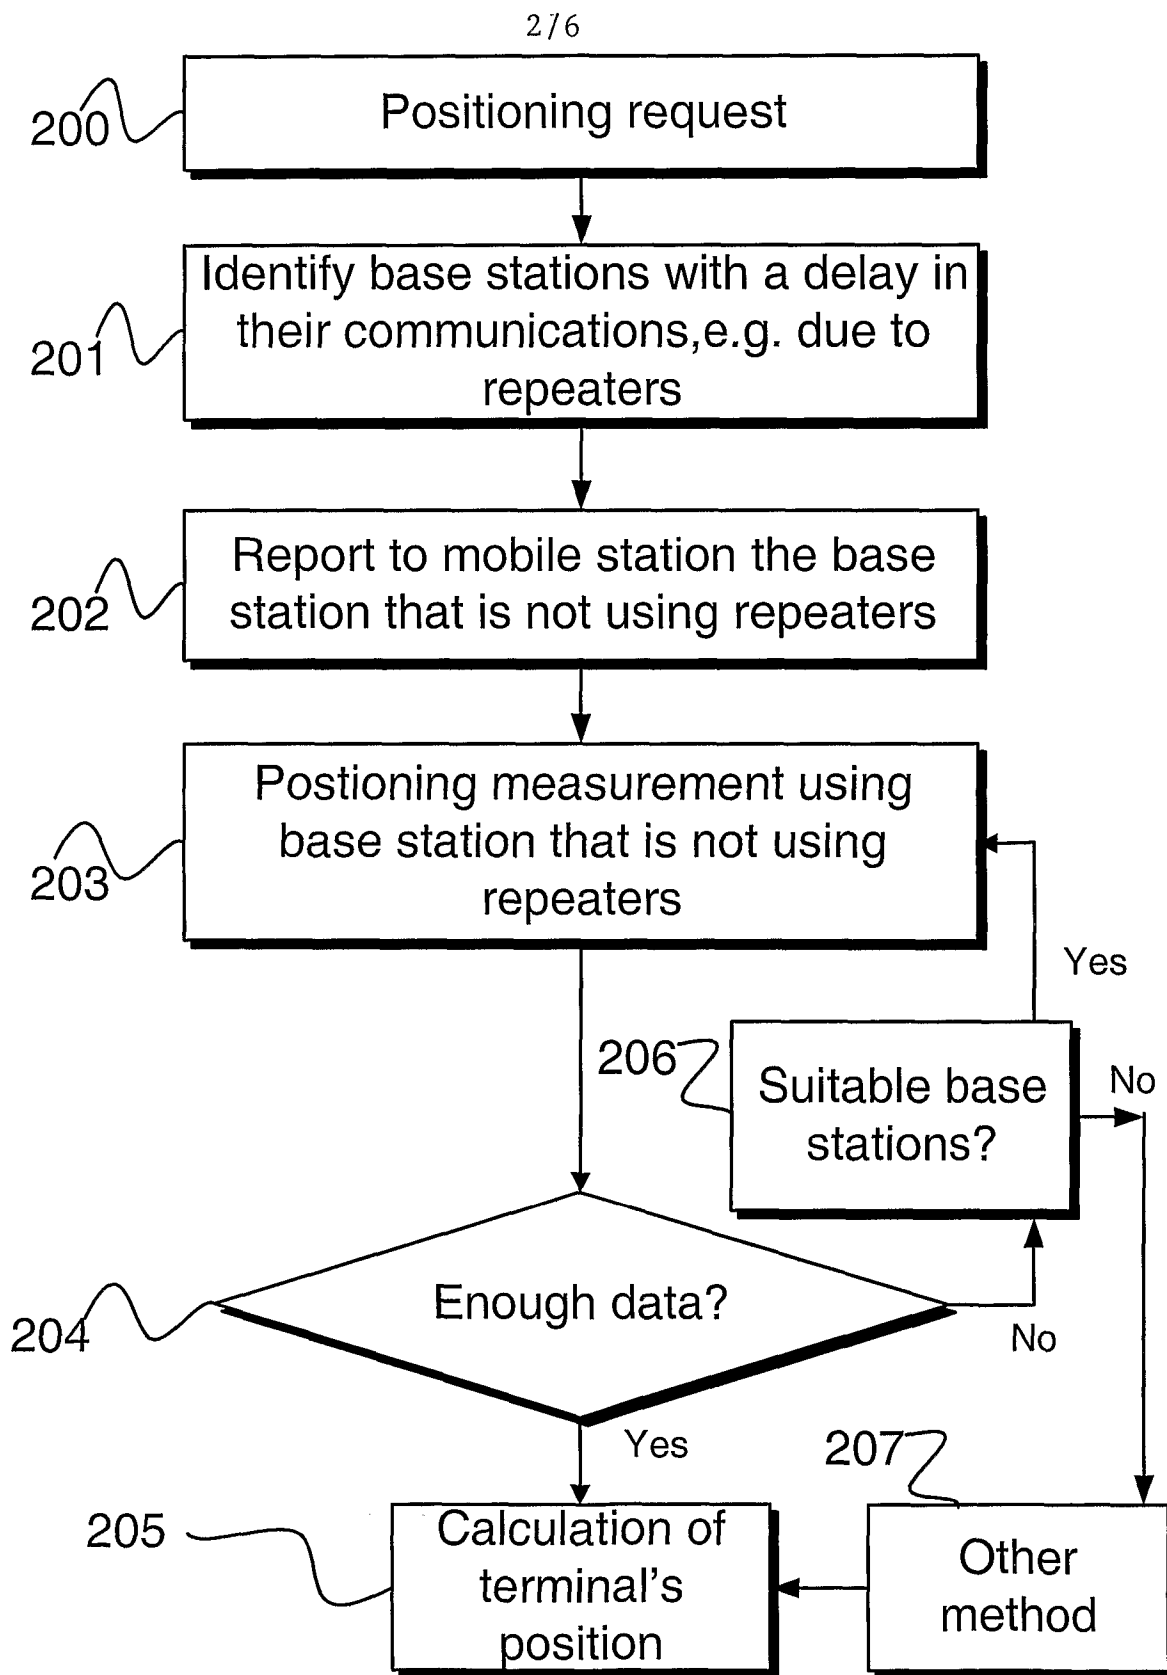 2/6
200
Positioning request
201
Identify base stations with a delay in
their communications,e.g. due to
repeaters
202
Report to mobile station the base
station that is not using repeaters
203
Postioning measurement using
base station that is not using
repeaters
Yes
206
Suitable base
stations?
No
204
Enough data?
No
Yes
207
205
Calculation of
terminal's
position
Other
method